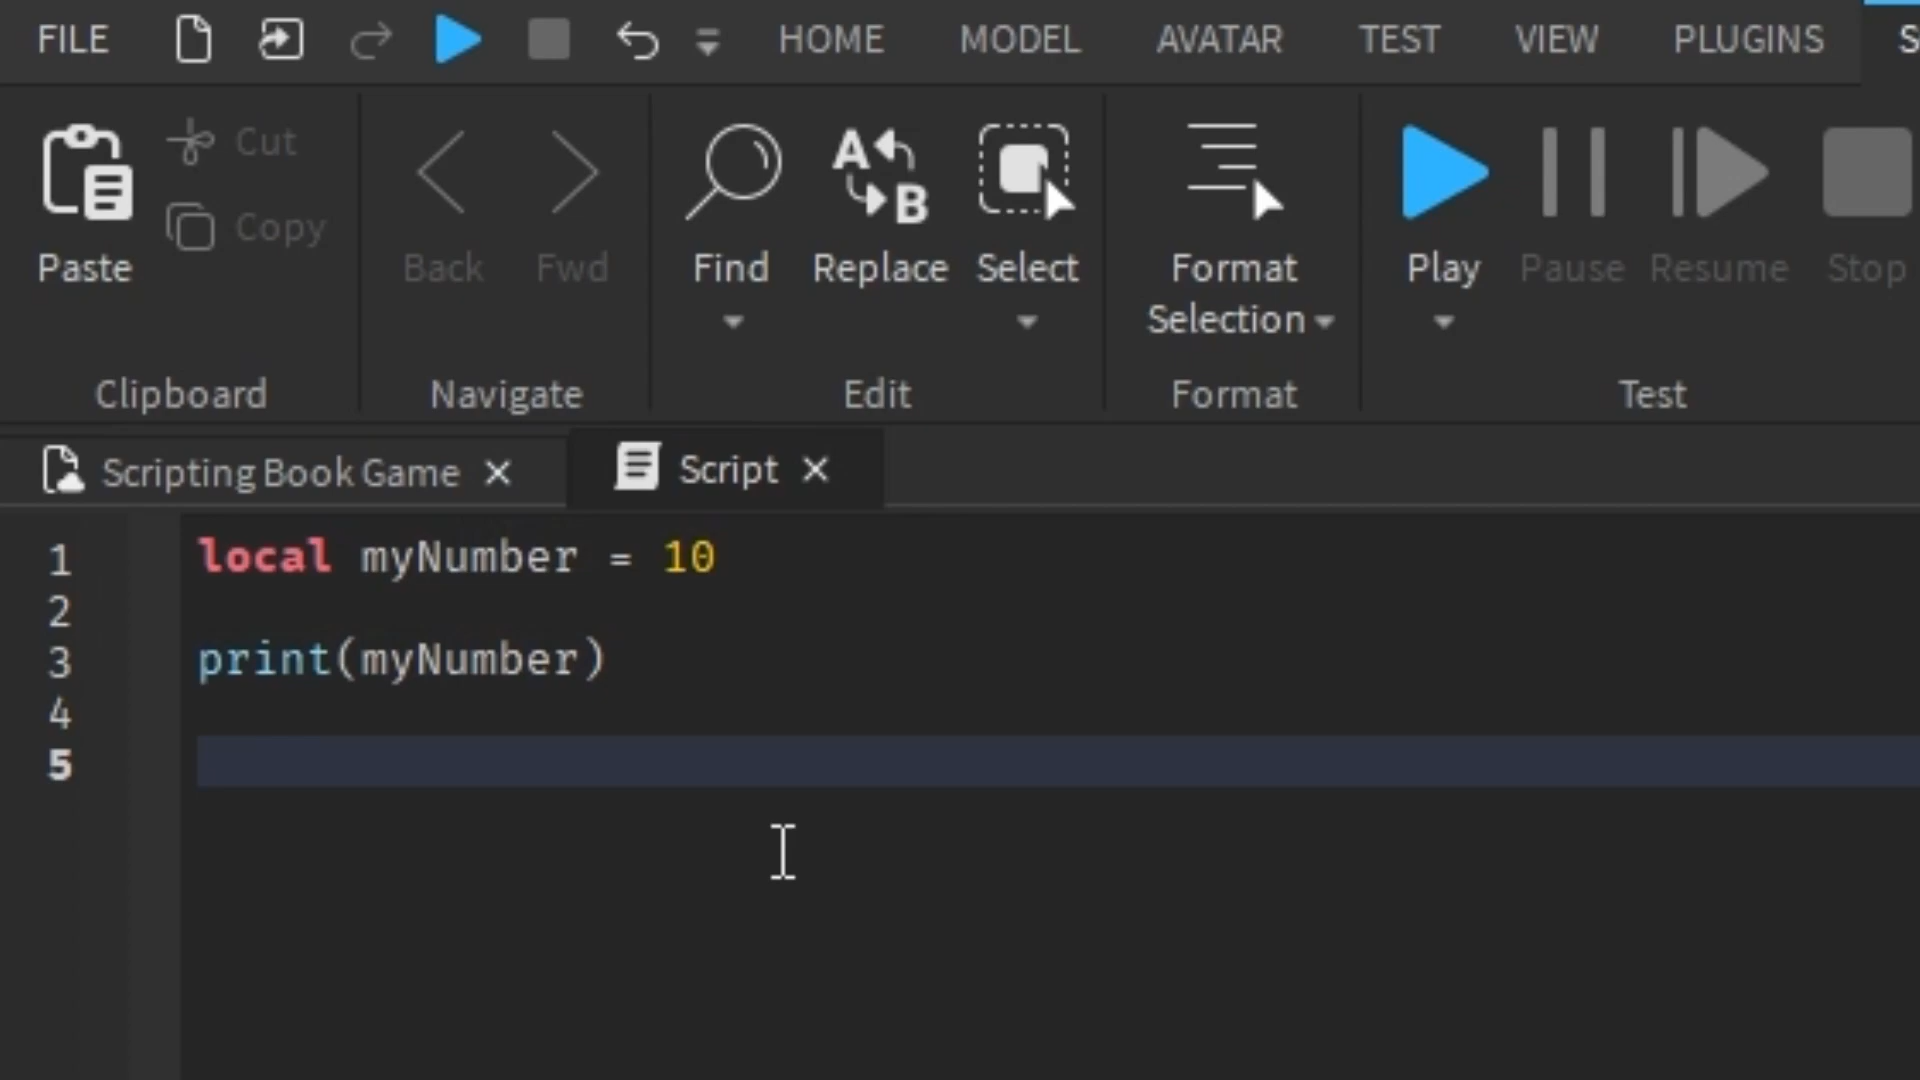 FILE HOME MODEL AVATAR TEST VIEW PLUGINS S
Cut
Copy
Paste Back Fwd Find Replace Select Format Play Pause Resume Stop
Selection
Clipboard Navigate Edit Format Test
Scripting Book Game Script
1 local myNumber = 10
2
3 print(myNumber)
4
5